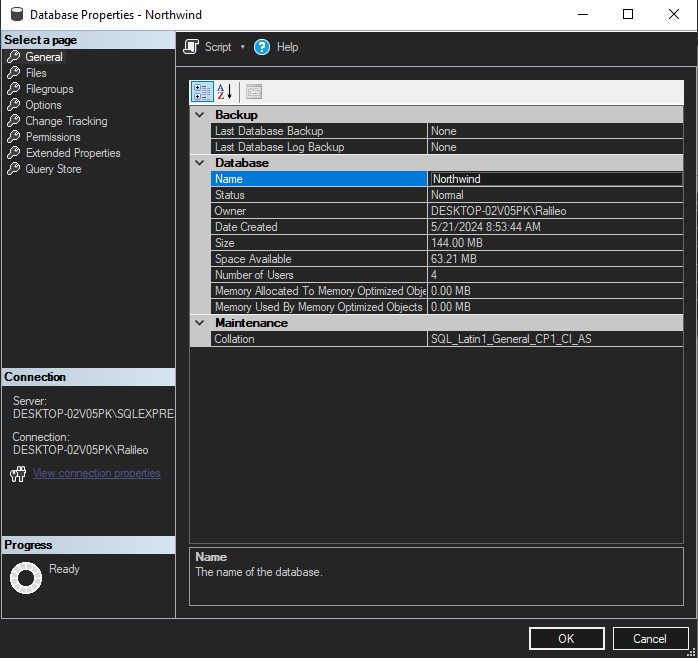 Database Properties - Northwind
Select a page
General
Files
Filegroups
Options
Change Tracking
Permissions
Extended Properties
Query Store
Connection
Server:
DESKTOP-02V05PK\SQLEXPRE
Connection:
DESKTOP-02V05PK\Ralileo
View connection properties
Progress
Ready
Script Help
Backup
Last Database Backup None
Last Database Log Backup None
Database
Name Northwind
Status Normal
Owner DESKTOP-02V05PK\Ralileo
Date Created 5/21/2024 8:53:44 AM
Size 144.00 MB
Space Available 63.21 MB
Number of Users 4
Memory Allocated To Memory Optimized Obje 0.00 MB
Memory Used By Memory Optimized Objects 0.00 MB
Maintenance
Collation SQL_Latin1_General_CP1_CI_AS
Name
The name of the database.
OK Cancel